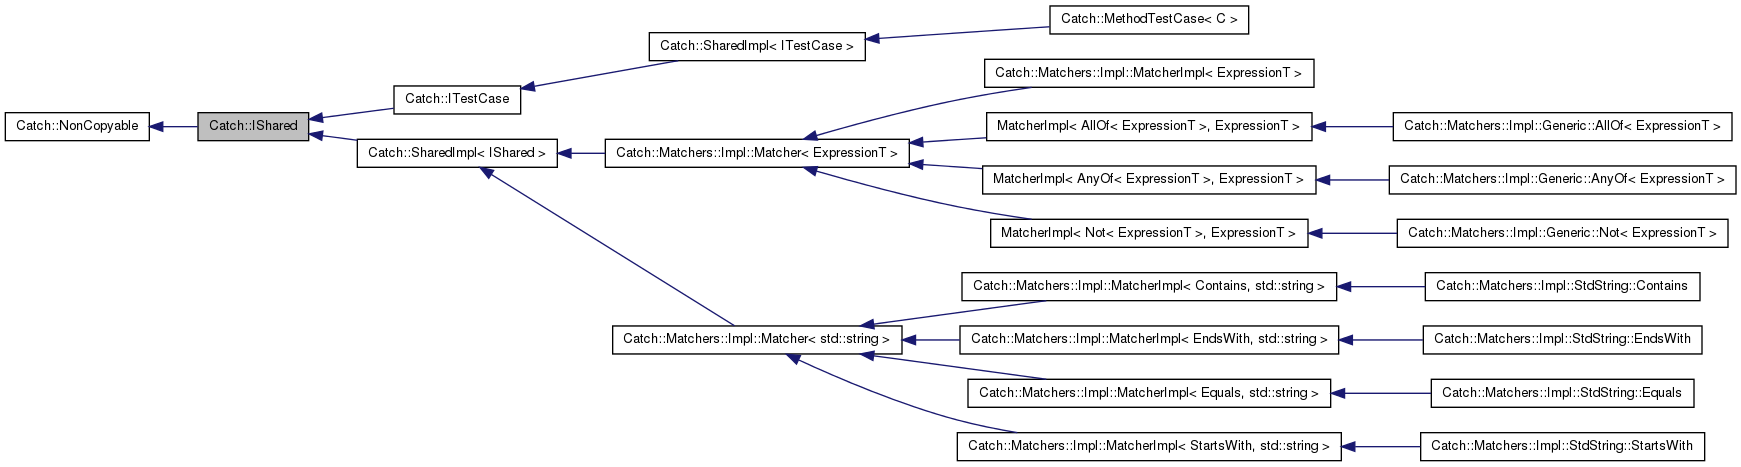 Catch::MethodTestCase< C >
Catch::SharedImpl< ITestCase >
Catch::Matchers::Impl::MatcherImpl< ExpressionT >
Catch::ITestCase
Catch::NonCopyable
Catch::IShared
MatcherImpl< AllOf< ExpressionT >, ExpressionT >
Catch::Matchers::Impl::Generic::AllOf< ExpressionT >
Catch::SharedImpl< IShared >
Catch::Matchers::Impl::Matcher< ExpressionT >
MatcherImpl< AnyOf< ExpressionT >, ExpressionT >
Catch::Matchers::Impl::Generic::AnyOf< ExpressionT >
MatcherImpl< Not< ExpressionT >, ExpressionT >
Catch::Matchers::Impl::Generic::Not< ExpressionT >
Catch::Matchers::Impl::MatcherImpl< Contains, std::string >
Catch::Matchers::Impl::StdString::Contains
Catch::Matchers::Impl::Matcher< std::string >
Catch::Matchers::Impl::MatcherImpl< EndsWith, std::string >
Catch::Matchers::Impl::StdString::EndsWith
Catch::Matchers::Impl::MatcherImpl< Equals, std::string >
Catch::Matchers::Impl::StdString::Equals
Catch::Matchers::Impl::MatcherImpl< StartsWith, std::string >
Catch::Matchers::Impl::StdString::StartsWith